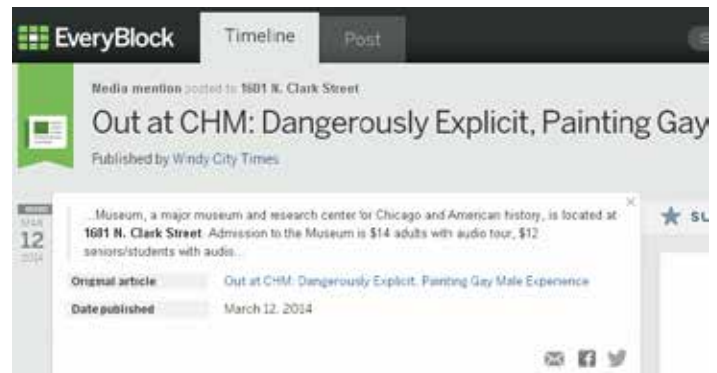 EveryBlock
Timeline
Post
Media mention posted to 1601 N. Clark Street
Out at CHM: Dangerously Explicit, Painting Gay
Published by Windy City Times
MAR
12
2014
...Museum, a major museum and research center for Chicago and American history, is located at
1601 N. Clark Street. Admission to the Museum is $14 adults with audio tour, $12
seniors/students with audio...
Original article Out at CHM: Dangerously Explicit, Painting Gay Male Experience
Date published March 12, 2014